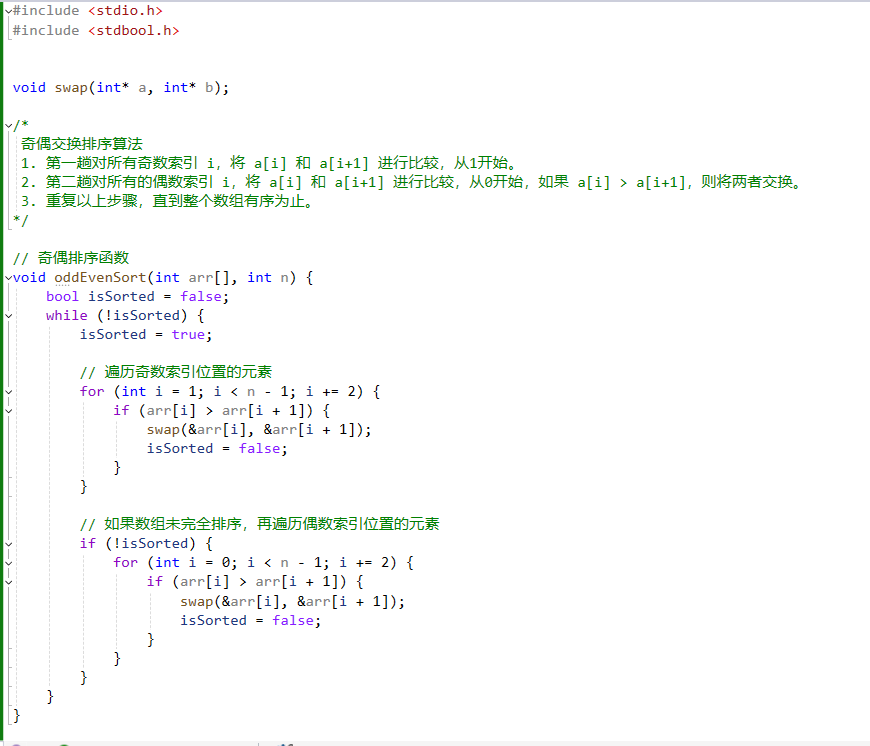 #include <stdio.h>
#include <stdbool.h>
void swap(int* a, int* b);
/*
奇偶交换排序算法
1. 第一趟对所有奇数索引 i，将 a[i] 和 a[i+1] 进行比较，从1开始。
2. 第二趟对所有的偶数索引 i，将 a[i] 和 a[i+1] 进行比较，从0开始，如果 a[i] > a[i+1]，则将两者交换。
3. 重复以上步骤，直到整个数组有序为止。
*/
// 奇偶排序函数
void oddEvenSort(int arr[], int n) {
    bool isSorted = false;
    while (!isSorted) {
        isSorted = true;
        // 遍历奇数索引位置的元素
        for (int i = 1; i < n - 1; i += 2) {
            if (arr[i] > arr[i + 1]) {
                swap(&arr[i], &arr[i + 1]);
                isSorted = false;
            }
        }
        // 如果数组未完全排序，再遍历偶数索引位置的元素
        if (!isSorted) {
            for (int i = 0; i < n - 1; i += 2) {
                if (arr[i] > arr[i + 1]) {
                    swap(&arr[i], &arr[i + 1]);
                    isSorted = false;
                }
            }
        }
    }
}